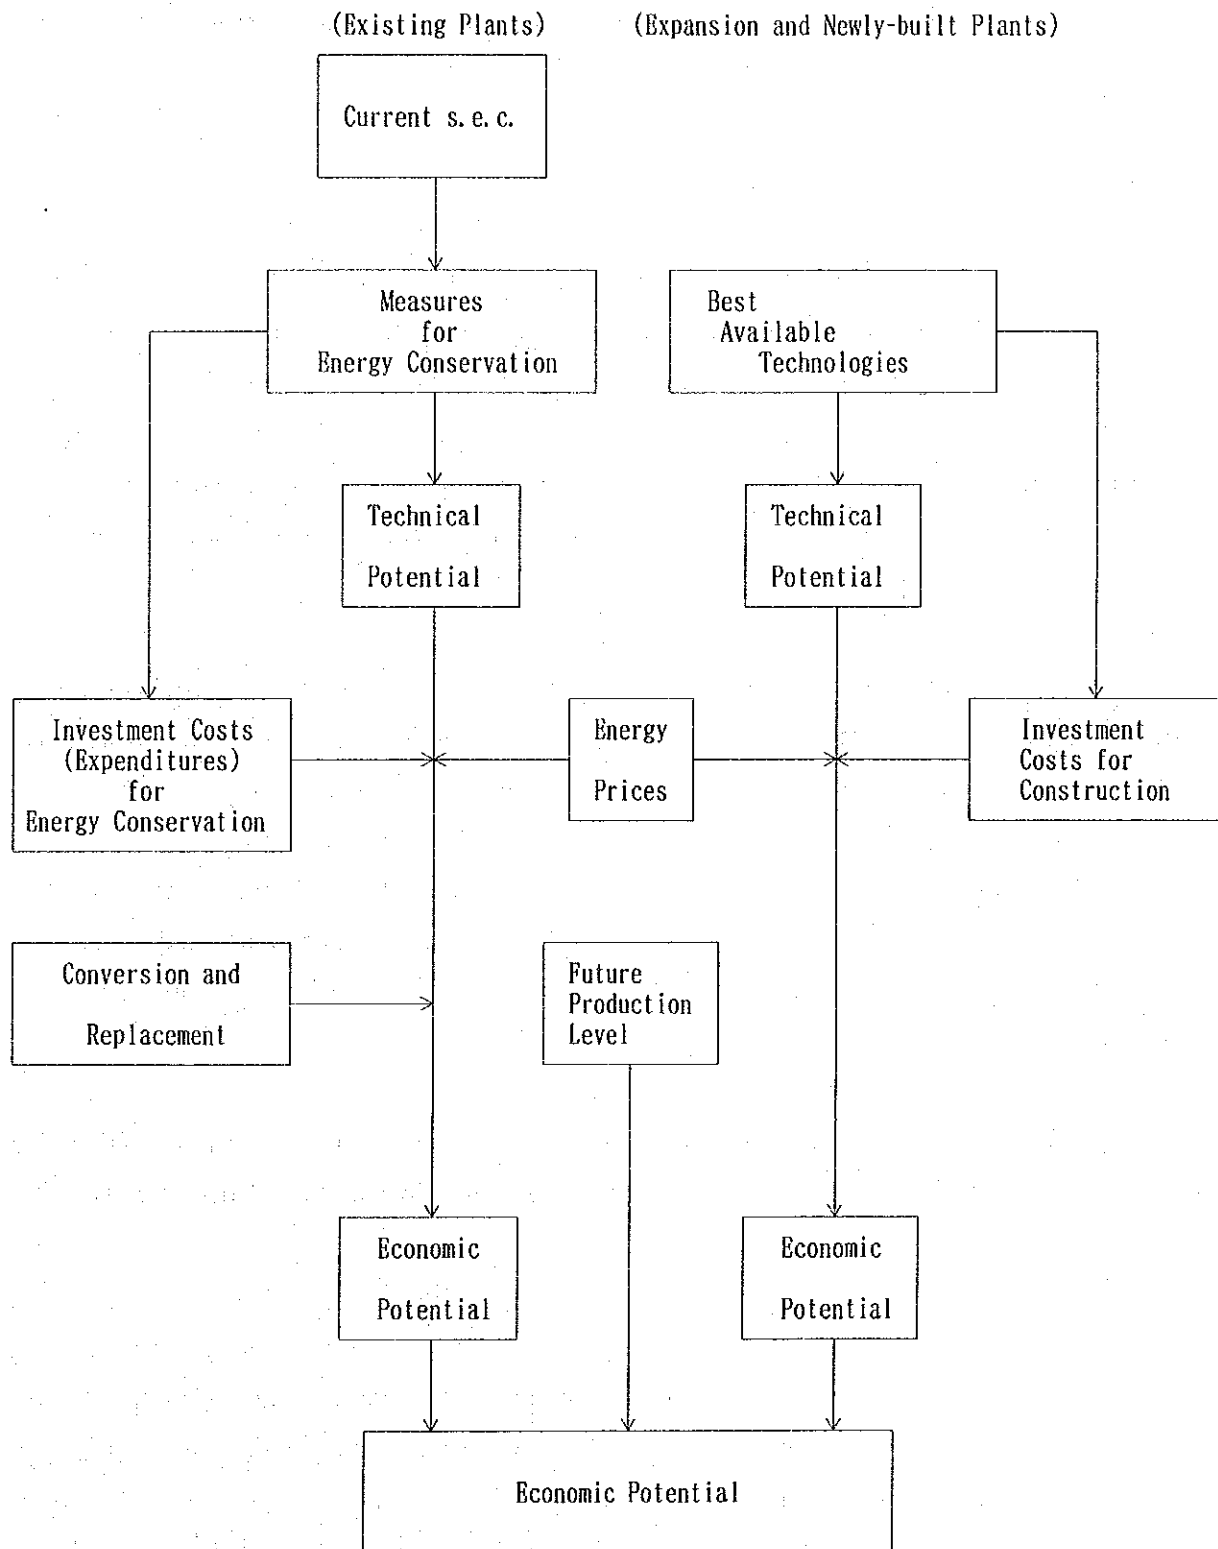 (Existing Plants)
(Expansion and Newly-built Plants)
Current s.e.c.
Measures
for
Energy Conservation
Best
Available
Technologies
Technical
Potential
Technical
Potential
Investment Costs
(Expenditures)
for
Energy Conservation
Energy
Prices
Investment
Costs for
Construction
Conversion and
Replacement
Future
Production
Level
Economic
Potential
Economic
Potential
Economic Potential